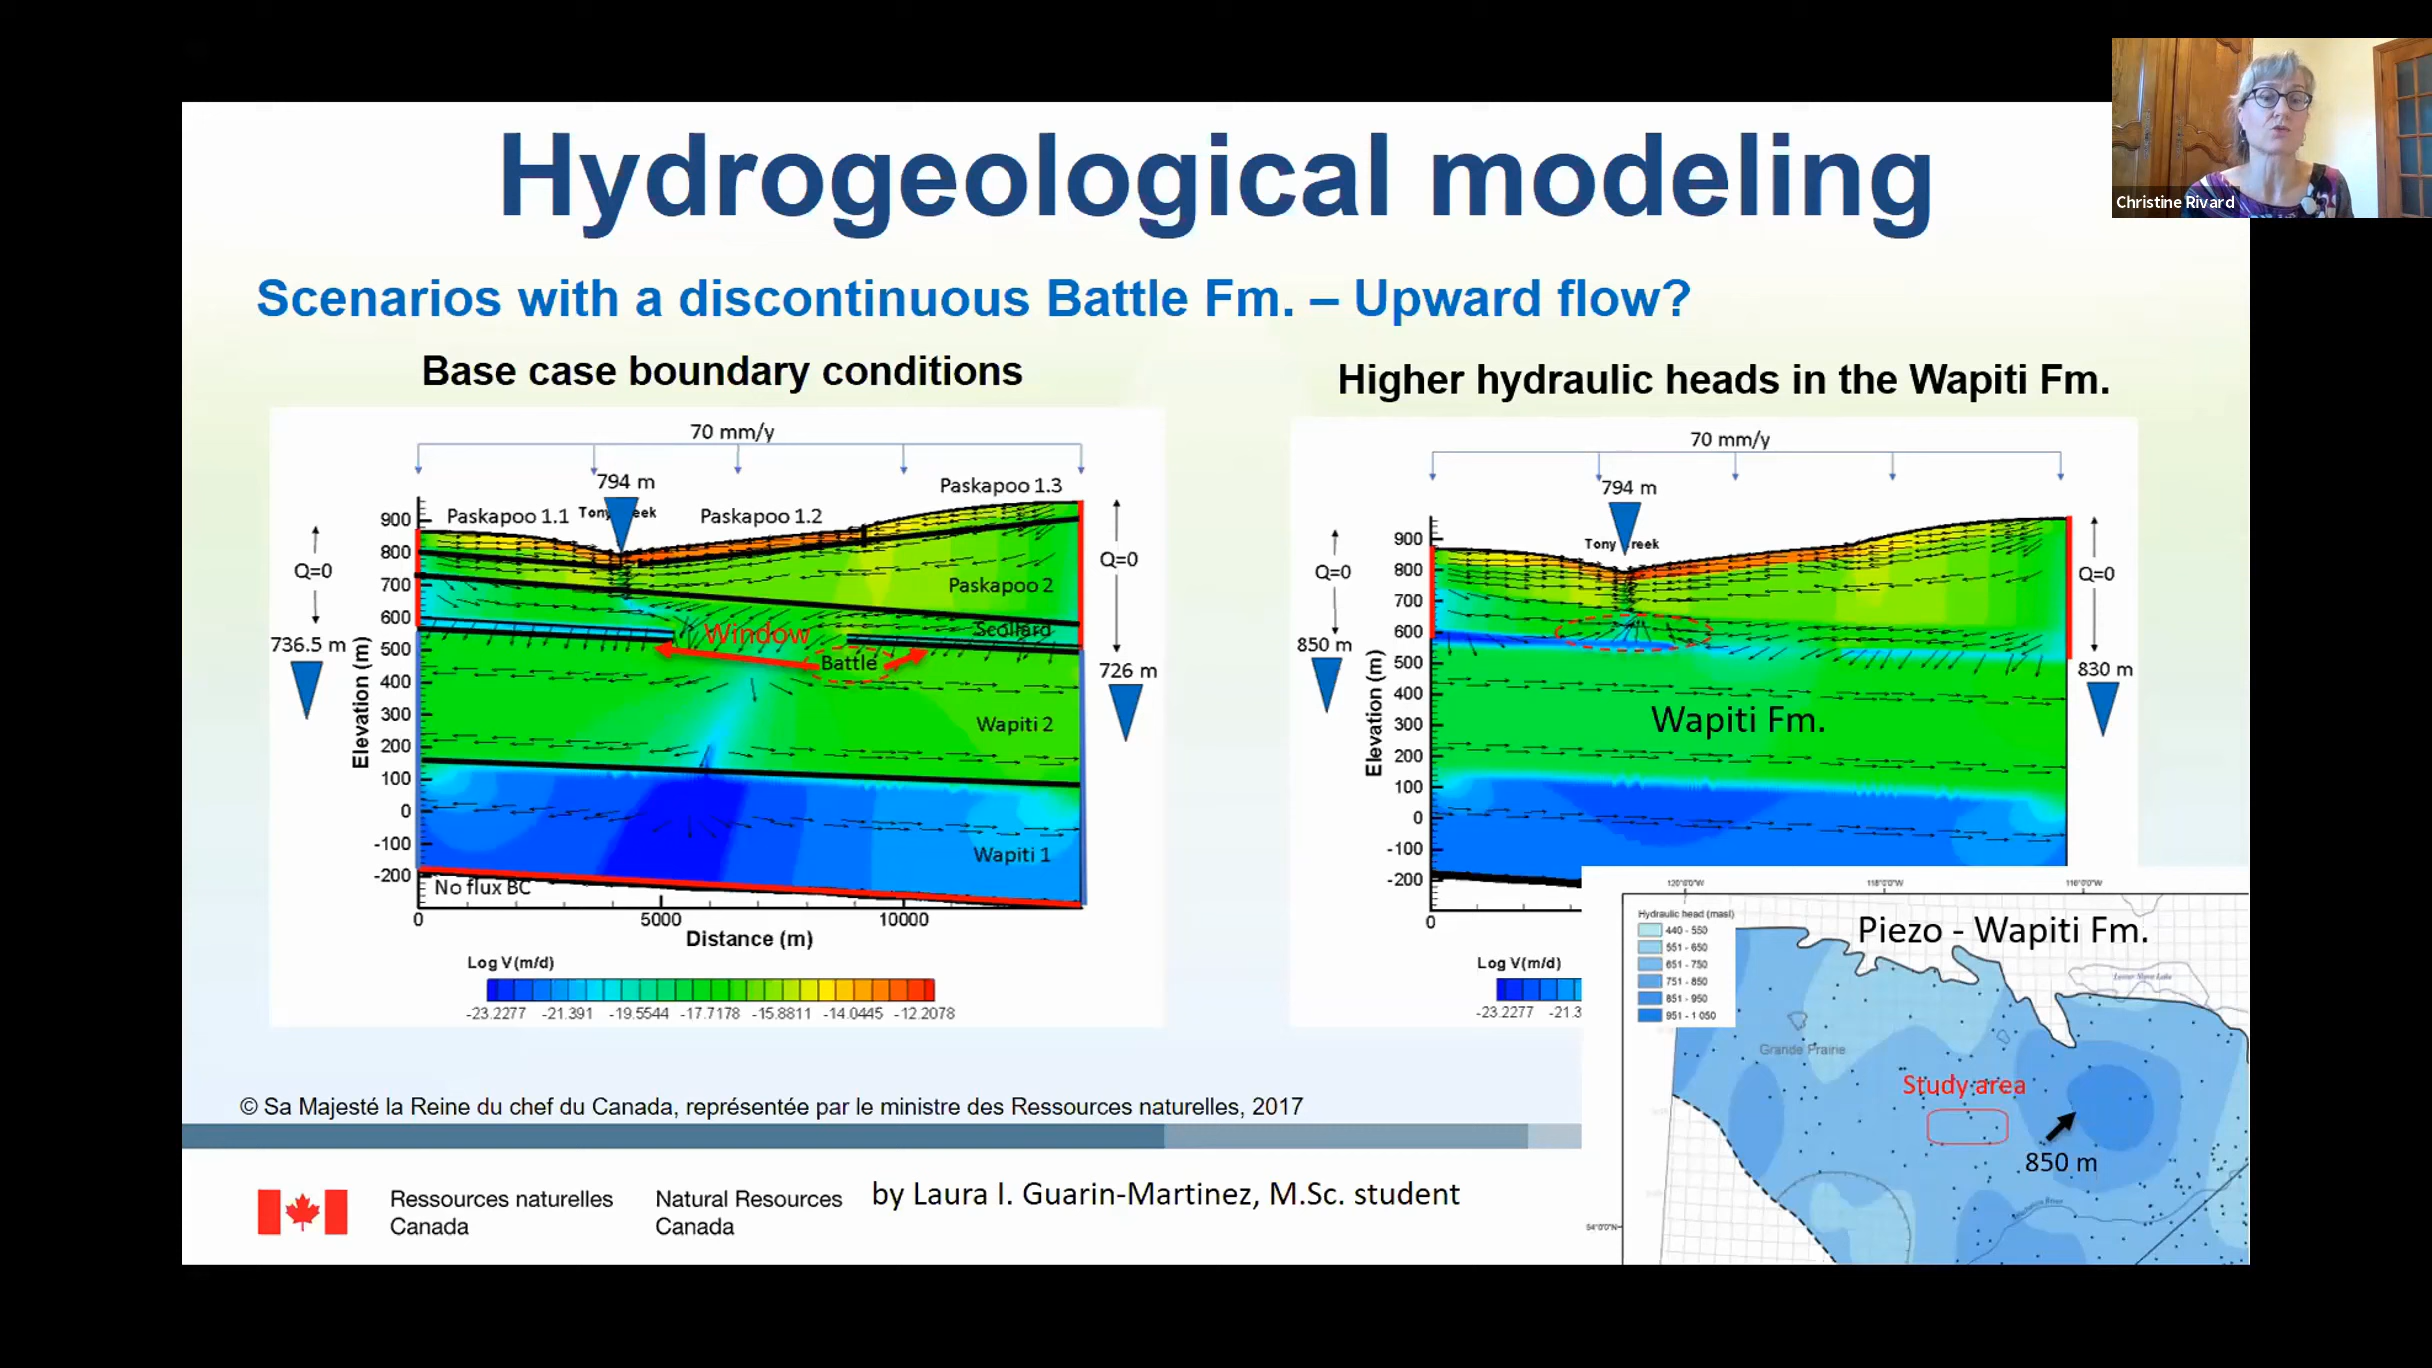 Hydrogeological modeling
Christine Rivard
Scenarios with a discontinuous Battle Fm. – Upward flow?
Base case boundary conditions
Higher hydraulic heads in the Wapiti Fm.
70 mm/y
794 m
Paskapoo 1.3
Paskapoo 1.1
Paskapoo 1.2
900
800
700
600
500
400
300
200
100
0
-100
-200
Elevation (m)
Q=0
Q=0
736.5 m
726 m
Paskapoo 2
Scollard
Window
Battle
Wapiti 2
Wapiti 1
No flux BC
0
5000
10000
Distance (m)
Log V(m/d)
-23.2277 -21.391 -19.5544 -17.7178 -15.8811 -14.0445 -12.2078
70 mm/y
794 m
900
800
700
600
500
400
300
200
100
0
-100
-200
Elevation (m)
Q=0
Q=0
850 m
830 m
Wapiti Fm.
0
Log V(m/d)
-23.2277 -21.3
120°0'0"W
118°0'0"W
116°0'0"W
Hydraulic head (masl)
440 - 550
551 - 650
651 - 750
751 - 850
851 - 950
951 - 1 050
Piezo - Wapiti Fm.
Grande Prairie
Study area
850 m
54°0'0"N
© Sa Majesté la Reine du chef du Canada, représentée par le ministre des Ressources naturelles, 2017
Ressources naturelles
Canada
Natural Resources
Canada
by Laura I. Guarin-Martinez, M.Sc. student